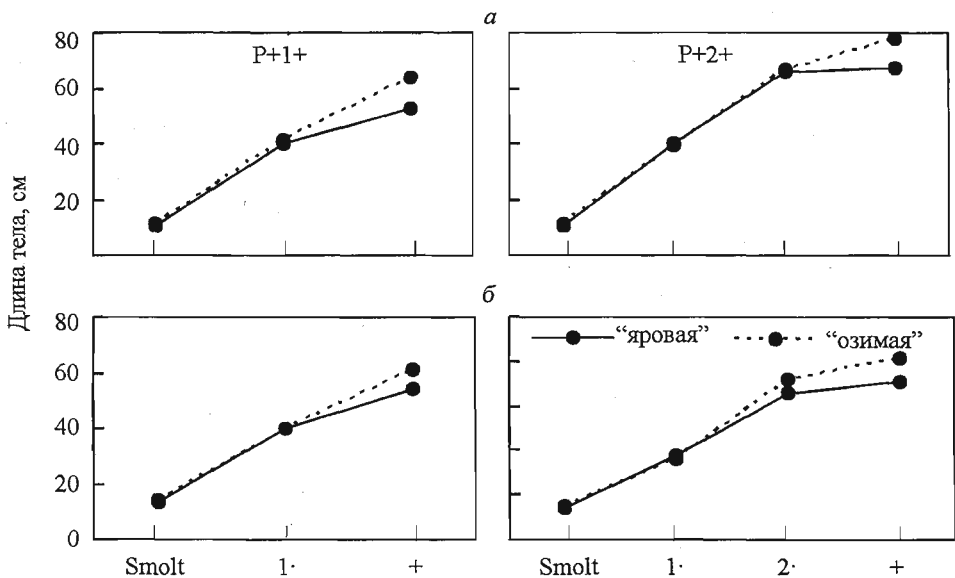 а
80
60
40
20
P+1+
P+2+
Длина тела, см
б
80
60
40
20
0
“яровая” “озимая”
Smolt 1· + Smolt 1· 2· +